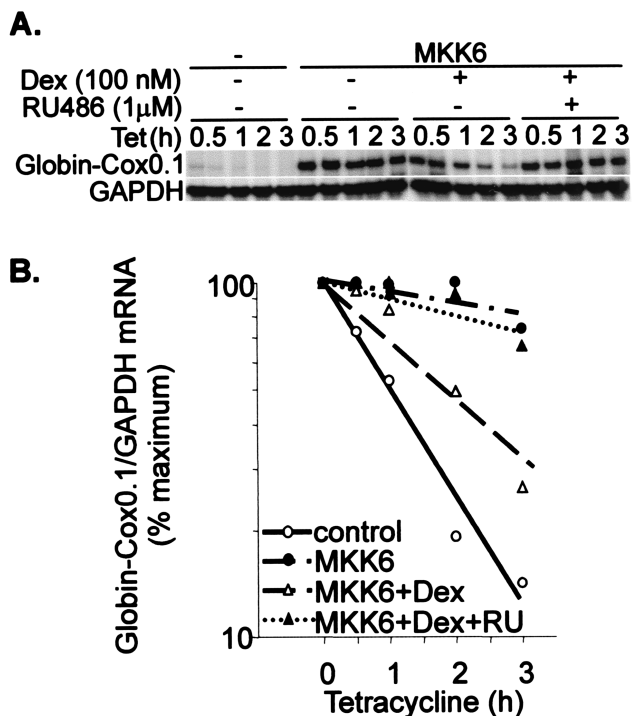 A.
- MKK6
Dex (100 nM) - - + +
RU486 (1μM) - - - +
Tet(h) 0.5 1 2 3 0.5 1 2 3 0.5 1 2 3 0.5 1 2 3
Globin-Cox0.1
GAPDH
B.
Globin-Cox0.1/GAPDH mRNA
(% maximum)
100
10
control
MKK6
MKK6+Dex
MKK6+Dex+RU
0 1 2 3
Tetracycline (h)